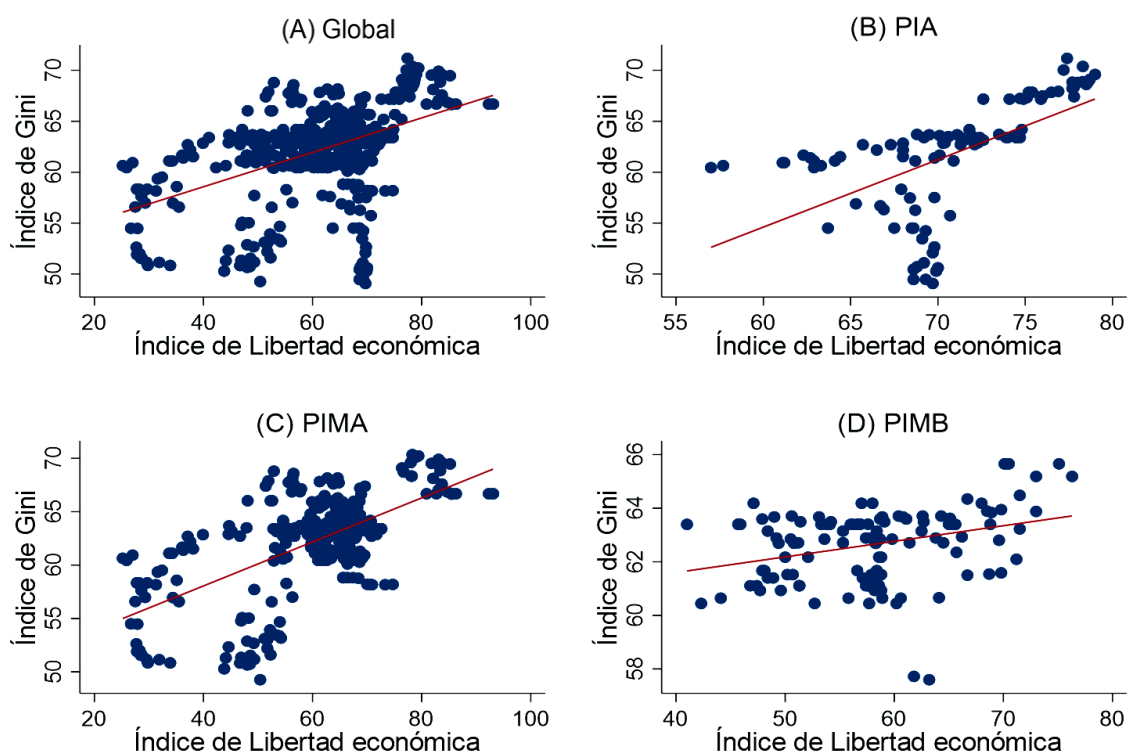 (A) Global
Índice de Gini
70
65
60
55
50
20 40 60 80 100
Índice de Libertad económica
(B) PIA
Índice de Gini
70
65
60
55
50
55 60 65 70 75 80
Índice de Libertad económica
(C) PIMA
Índice de Gini
70
65
60
55
50
20 40 60 80 100
Índice de Libertad económica
(D) PIMB
Índice de Gini
66
64
62
60
58
40 50 60 70 80
Índice de Libertad económica